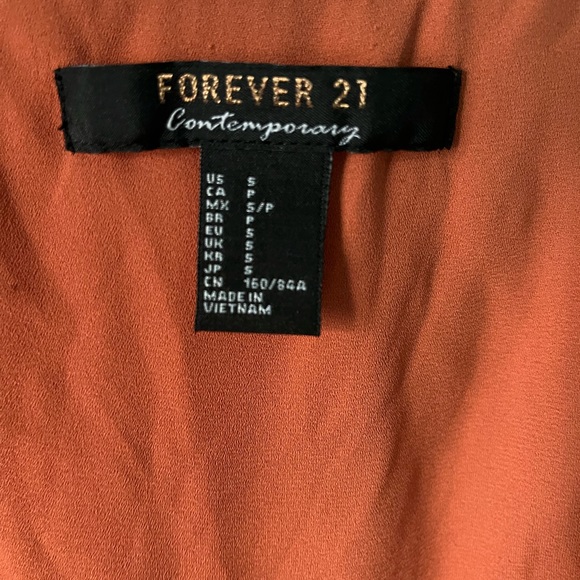 FOREVER 21
Contemporary
US S
CA P
MX S/P
BR P
EU S
UK S
KR S
JP S
CN 160/84A
MADE IN
VIETNAM